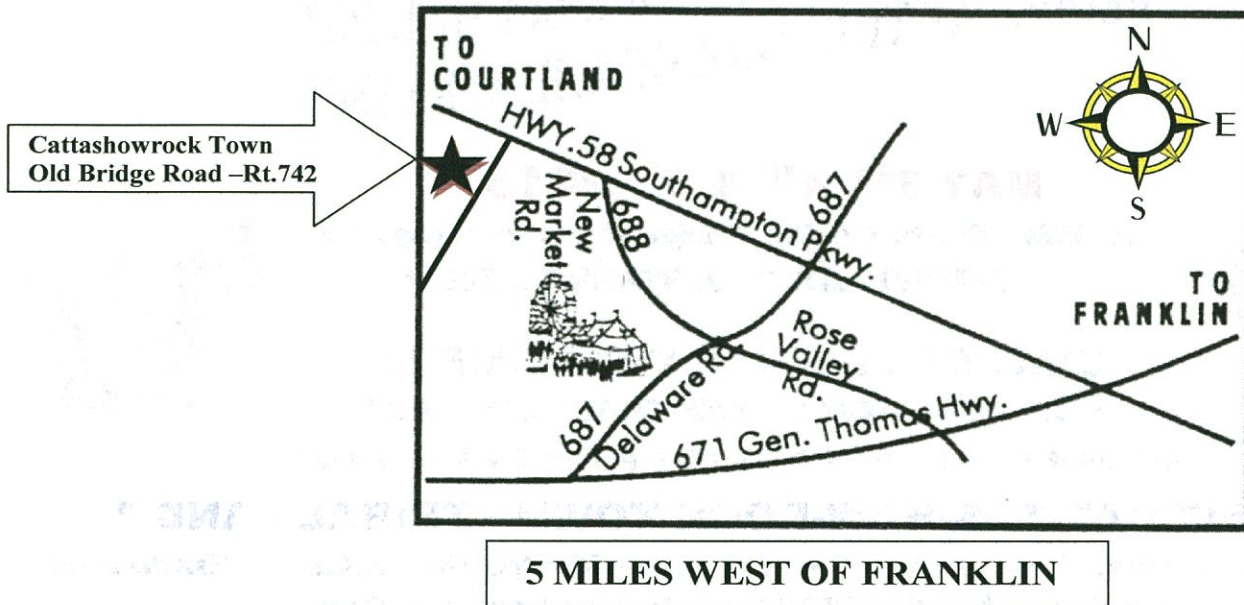 TO
COURTLAND
N
W
E
S
Cattashowrock Town
Old Bridge Road –Rt.742
HWY.58 Southampton Pkwy.
687
New
Market
Rd.
688
TO
FRANKLIN
Rose
Valley
Rd.
Delaware Rd.
687
671 Gen. Thomas Hwy.
5 MILES WEST OF FRANKLIN